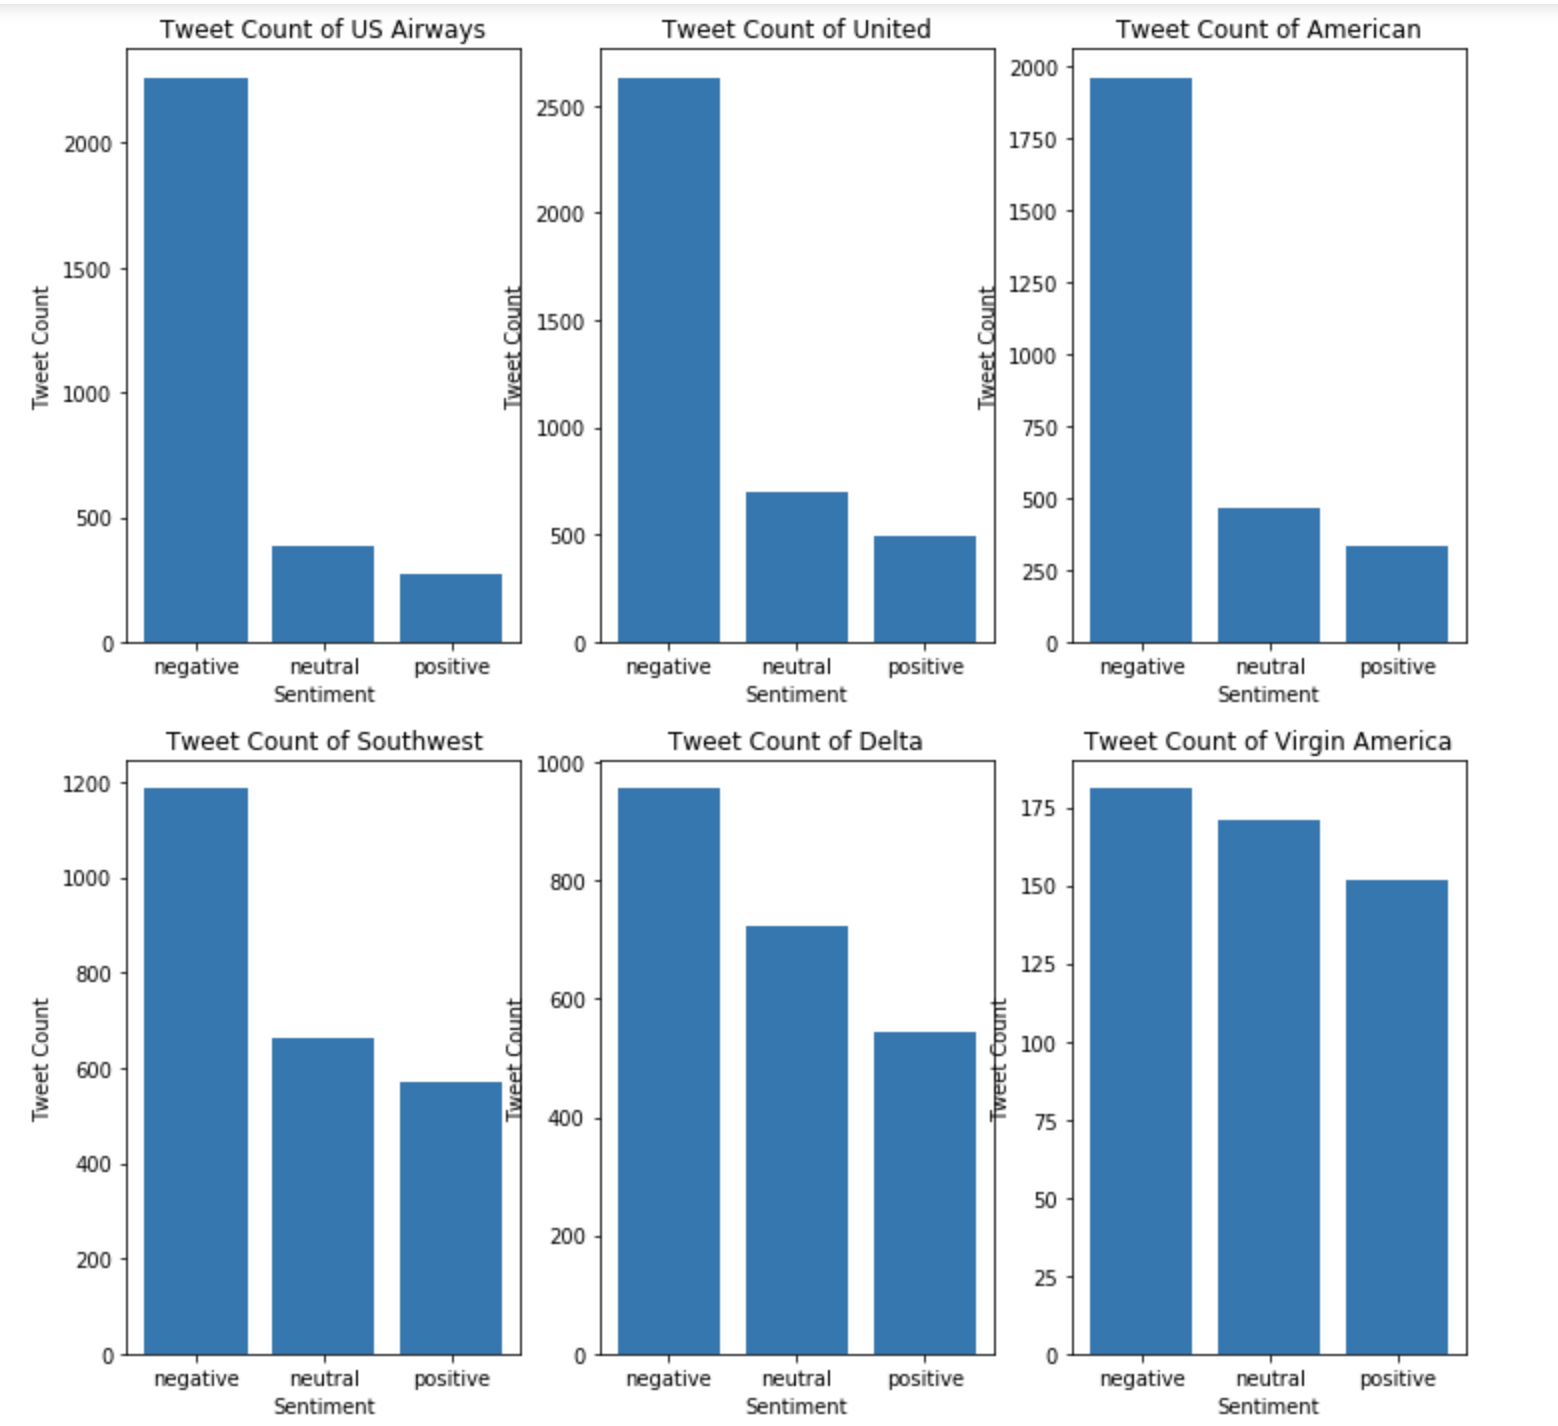 Tweet Count of US Airways
2000
1500
1000
500
0
Tweet Count
negative neutral positive
Sentiment
Tweet Count of United
2500
2000
1500
1000
500
0
Tweet Count
negative neutral positive
Sentiment
Tweet Count of American
2000
1750
1500
1250
1000
750
500
250
0
Tweet Count
negative neutral positive
Sentiment
Tweet Count of Southwest
1200
1000
800
600
400
200
0
Tweet Count
negative neutral positive
Sentiment
Tweet Count of Delta
1000
800
600
400
200
0
Tweet Count
negative neutral positive
Sentiment
Tweet Count of Virgin America
175
150
125
100
75
50
25
0
Tweet Count
negative neutral positive
Sentiment